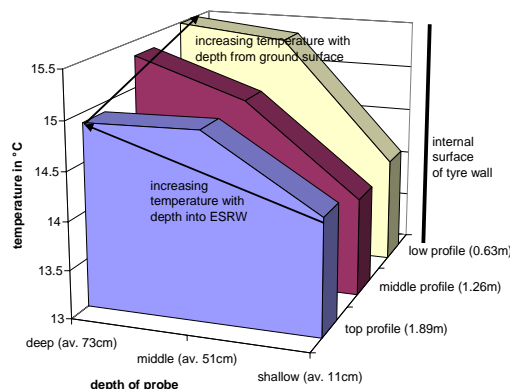 increasing temperature with
depth from ground surface
15.5
15
14.5
14
13.5
13
temperature in °C
increasing
temperature with
depth into ESRW
internal
surface
of tyre wall
low profile (0.63m)
middle profile (1.26m)
top profile (1.89m)
deep (av. 73cm)
middle (av. 51cm)
shallow (av. 11cm)
depth of probe